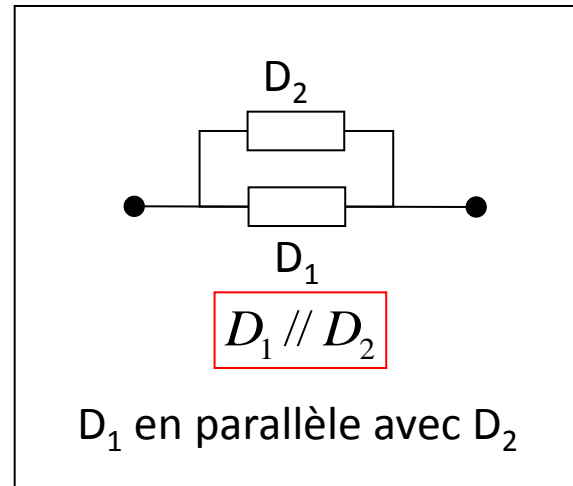 D₂
D₁
D₁ // D₂
D₁ en parallèle avec D₂